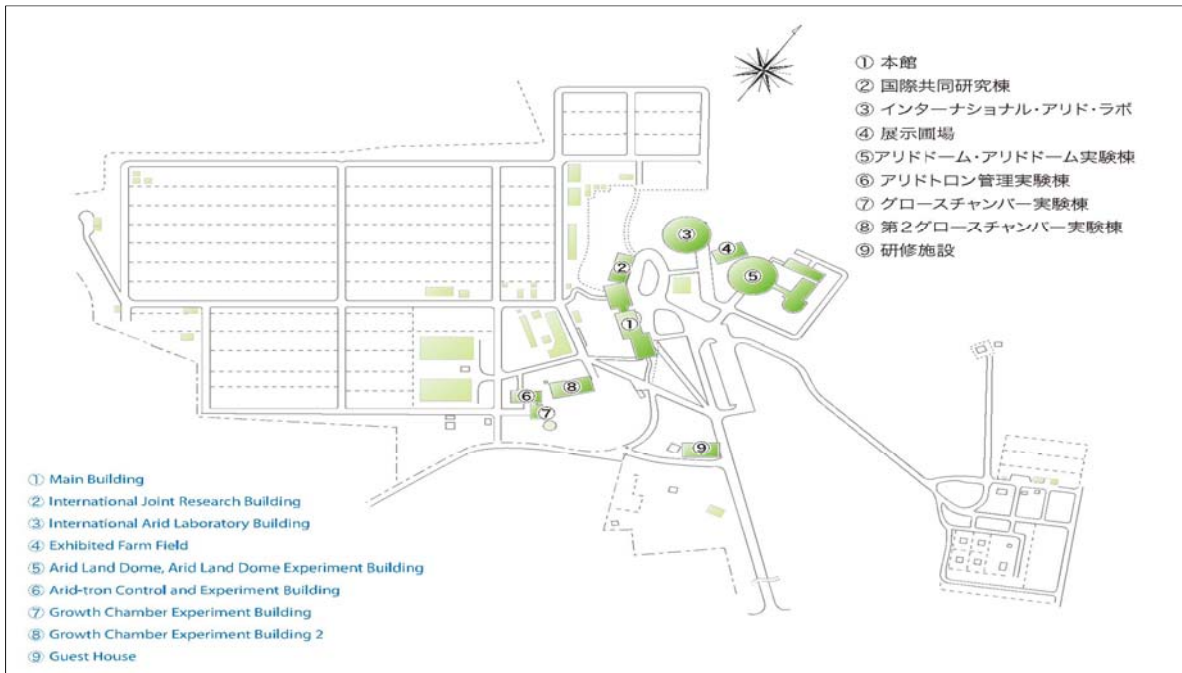 ① 本館
② 国際共同研究棟
③ インターナショナル・アリド・ラボ
④ 展示圃場
⑤アリドドーム・アリドドーム実験棟
⑥ アリドトロン管理実験棟
⑦ グロースチャンバー実験棟
⑧ 第2グロースチャンバー実験棟
⑨ 研修施設
③
④
②
⑤
①
⑧
⑥
⑦
⑨
① Main Building
② International Joint Research Building
③ International Arid Laboratory Building
④ Exhibited Farm Field
⑤ Arid Land Dome, Arid Land Dome Experiment Building
⑥ Arid-tron Control and Experiment Building
⑦ Growth Chamber Experiment Building
⑧ Growth Chamber Experiment Building 2
⑨ Guest House